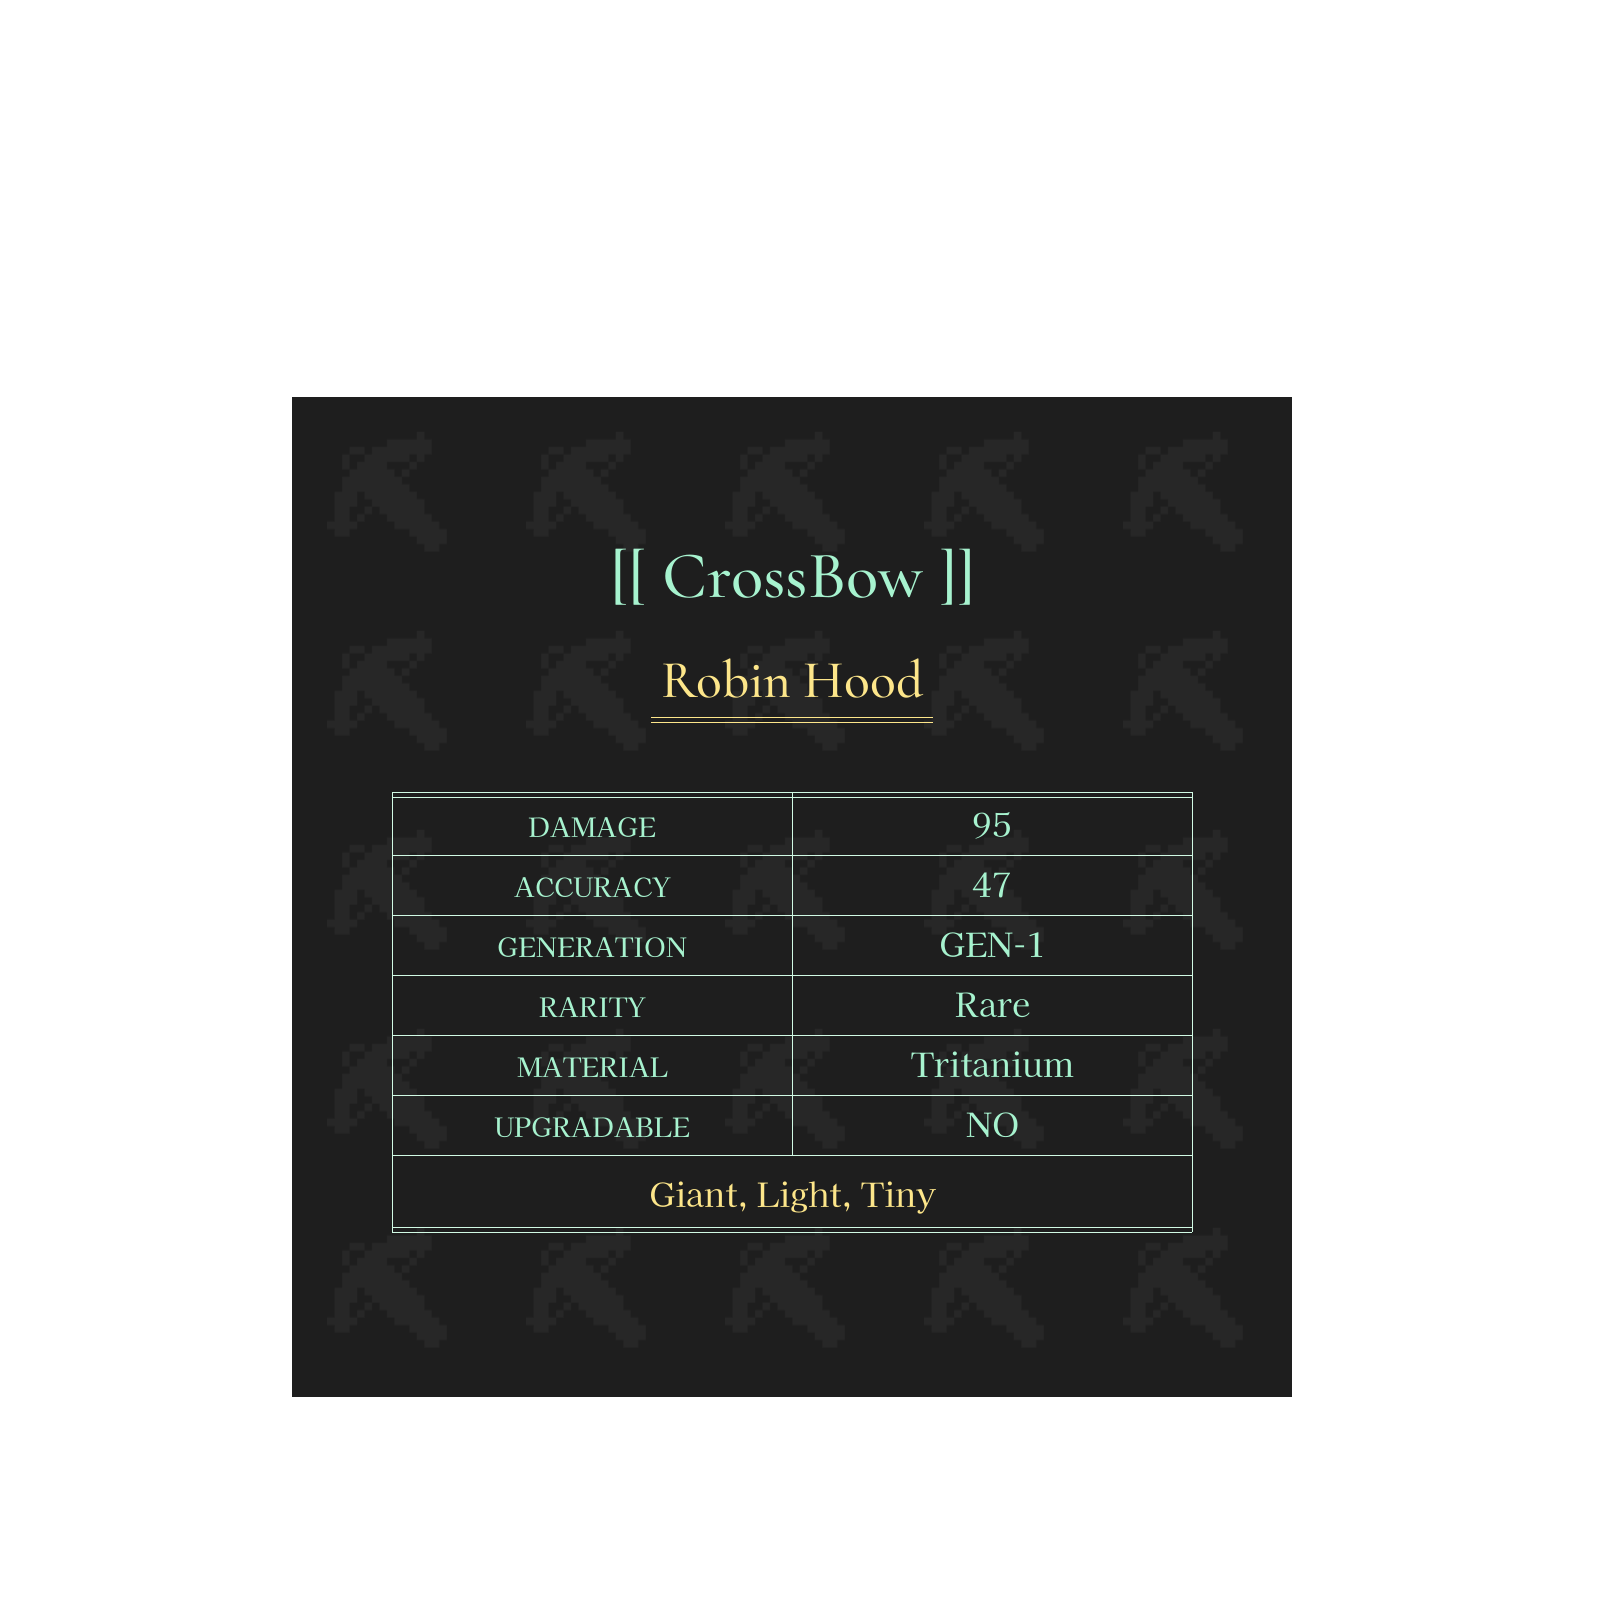 [[ CrossBow ]]
Robin Hood
DAMAGE 95
ACCURACY 47
GENERATION GEN-1
RARITY Rare
MATERIAL Tritanium
UPGRADABLE NO
Giant, Light, Tiny